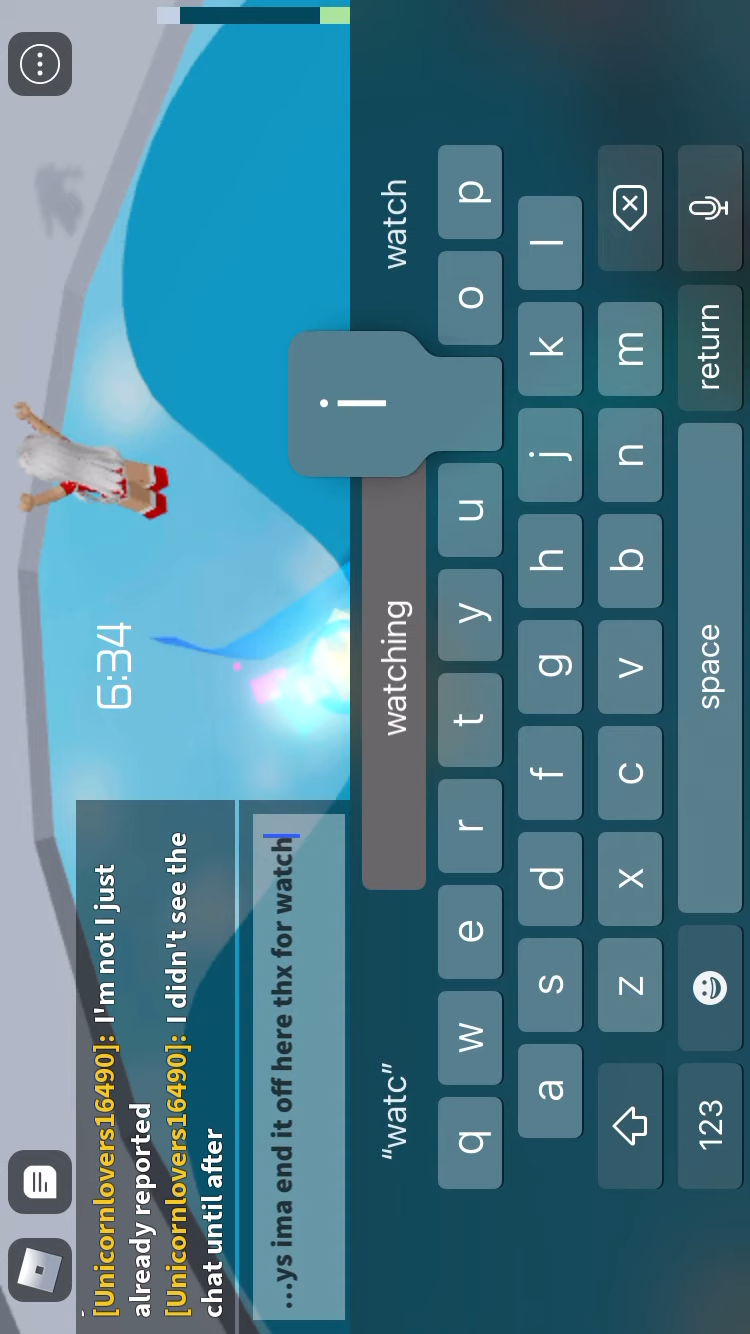 [Unicornlovers16490]: I'm not I just
already reported
[Unicornlovers16490]: I didn't see the
chat until after
...ys ima end it off here thx for watch
6:34
"watc" watching watch
q w e r t y u i o p
a s d f g h j k l
z x c v b n m
123 space return